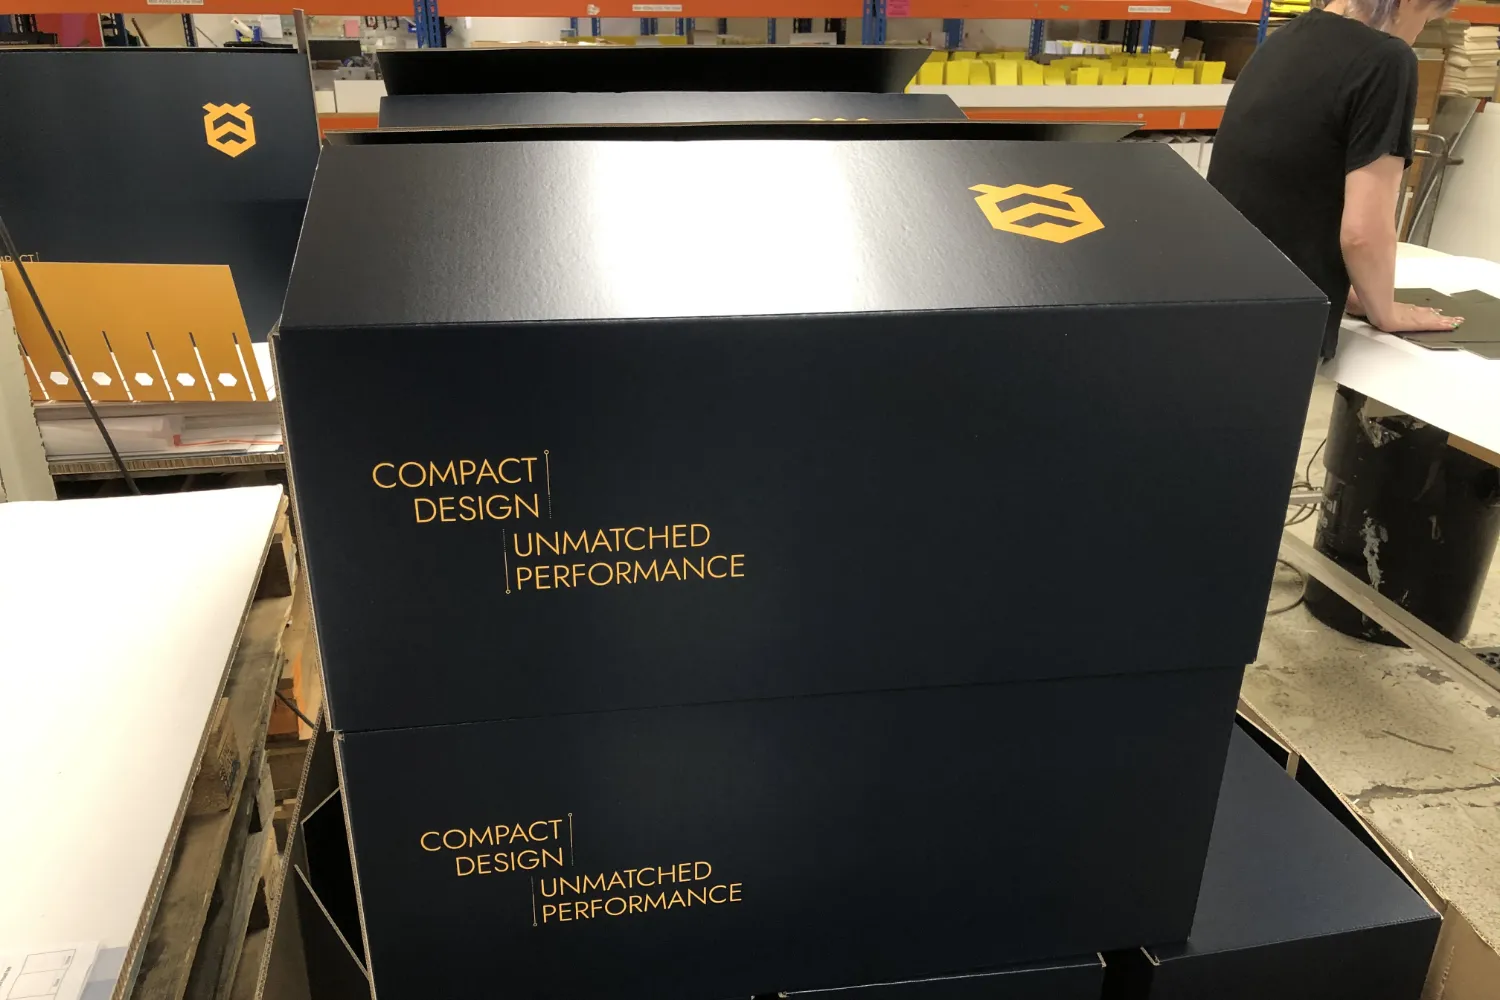 COMPACT
DESIGN
UNMATCHED
PERFORMANCE
COMPACT
DESIGN
UNMATCHED
PERFORMANCE